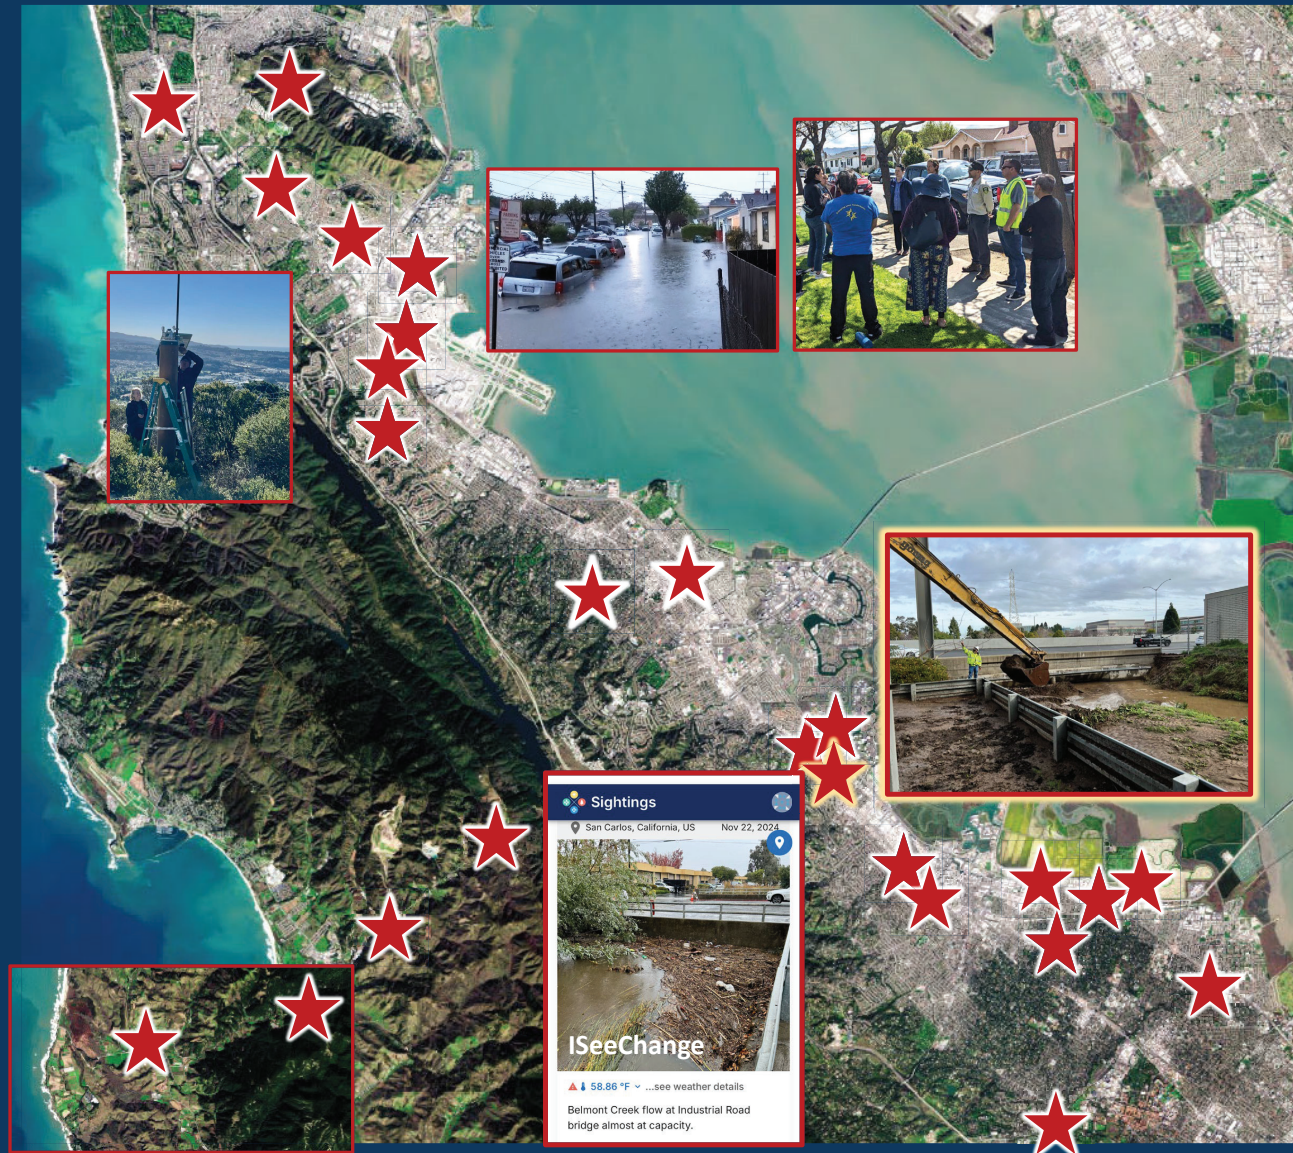 Sightings
San Carlos, California, US Nov 22, 2024
ISeeChange
58.86 °F ...see weather details
Belmont Creek flow at Industrial Road
bridge almost at capacity.